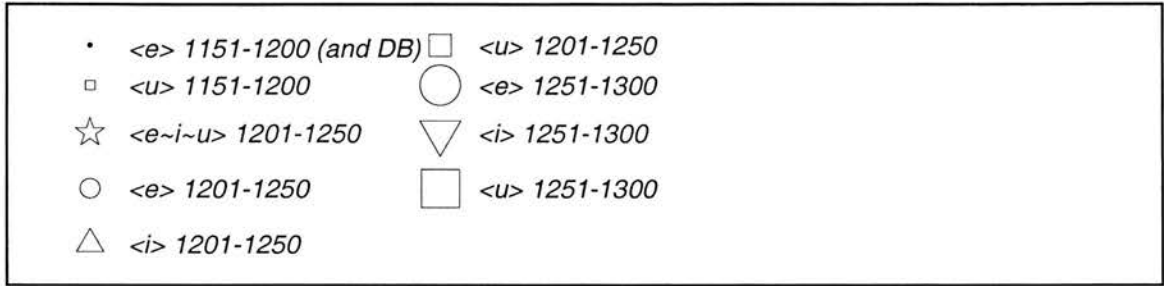 <e> 1151-1200 (and DB)
<u> 1151-1200
<e~i~u> 1201-1250
<e> 1201-1250
<i> 1201-1250
<u> 1201-1250
<e> 1251-1300
<i> 1251-1300
<u> 1251-1300